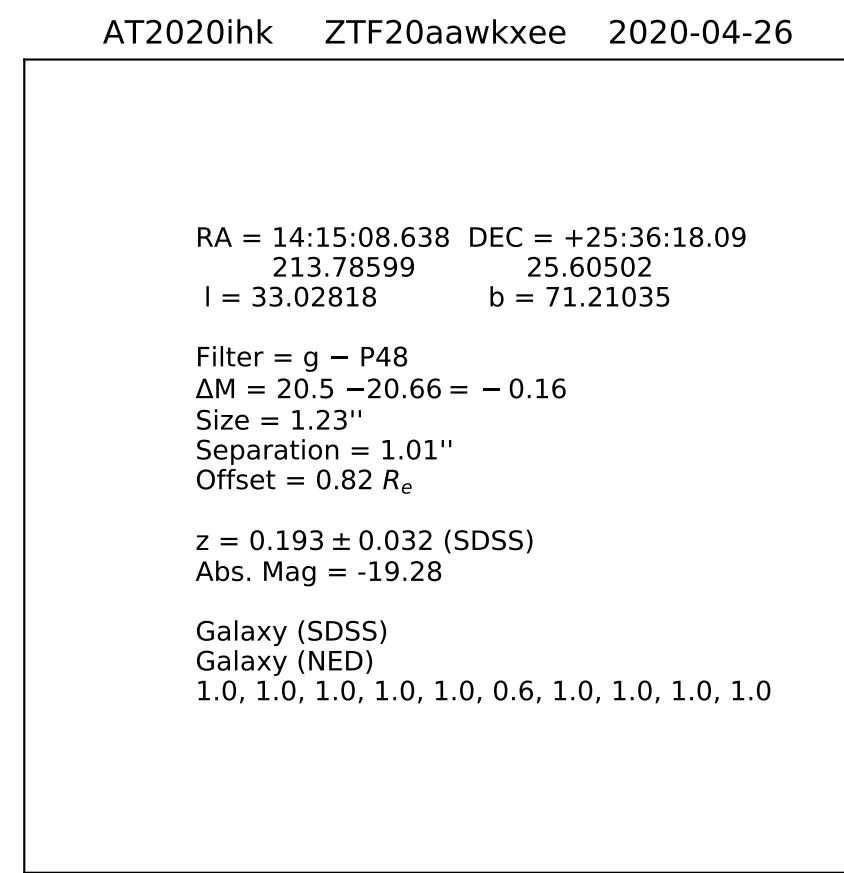 AT2020ihk ZTF20aawkxee 2020-04-26
RA = 14:15:08.638 DEC = +25:36:18.09
213.78599 25.60502
l = 33.02818 b = 71.21035
Filter = g − P48
ΔM = 20.5 −20.66 = − 0.16
Size = 1.23''
Separation = 1.01''
Offset = 0.82 Rₑ
z = 0.193 ± 0.032 (SDSS)
Abs. Mag = -19.28
Galaxy (SDSS)
Galaxy (NED)
1.0, 1.0, 1.0, 1.0, 1.0, 0.6, 1.0, 1.0, 1.0, 1.0